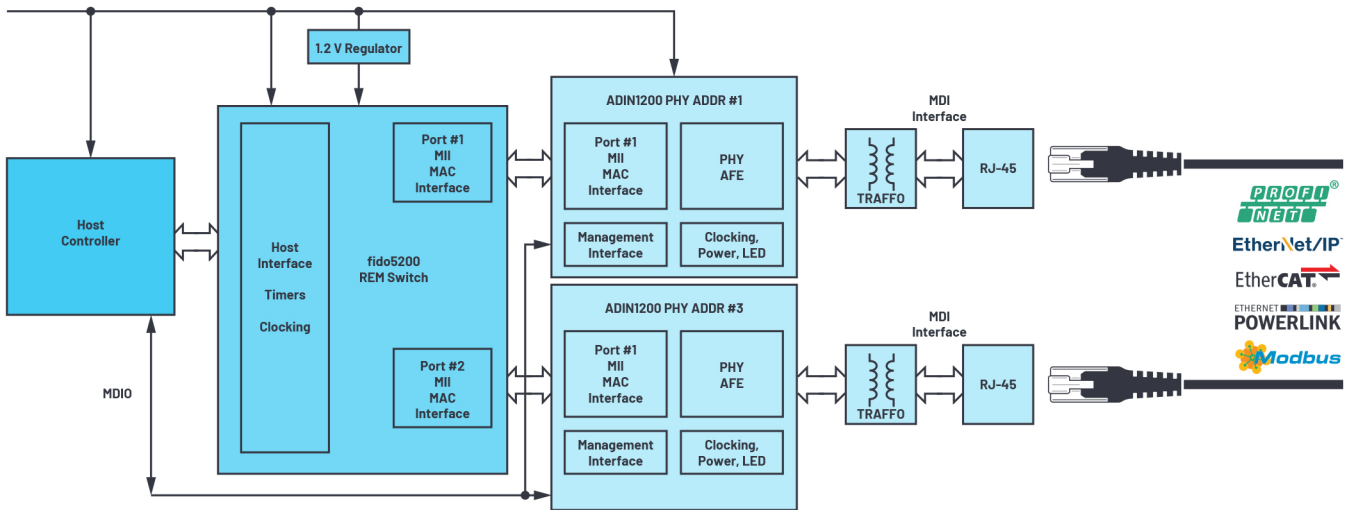 1.2 V Regulator
Host
Controller
MDIO
Host
Interface
Timers
Clocking
fido5200
REM Switch
Port #1
MII
MAC
Interface
Port #2
MII
MAC
Interface
ADIN1200 PHY ADDR #1
Port #1
MII
MAC
Interface
PHY
AFE
Management
Interface
Clocking,
Power, LED
ADIN1200 PHY ADDR #3
Port #1
MII
MAC
Interface
PHY
AFE
Management
Interface
Clocking,
Power, LED
TRAFFO
MDI
Interface
RJ-45
TRAFFO
MDI
Interface
RJ-45
PROFI®
NET
EtherNet/IP
EtherCAT®
ETHERNET
POWERLINK
Modbus